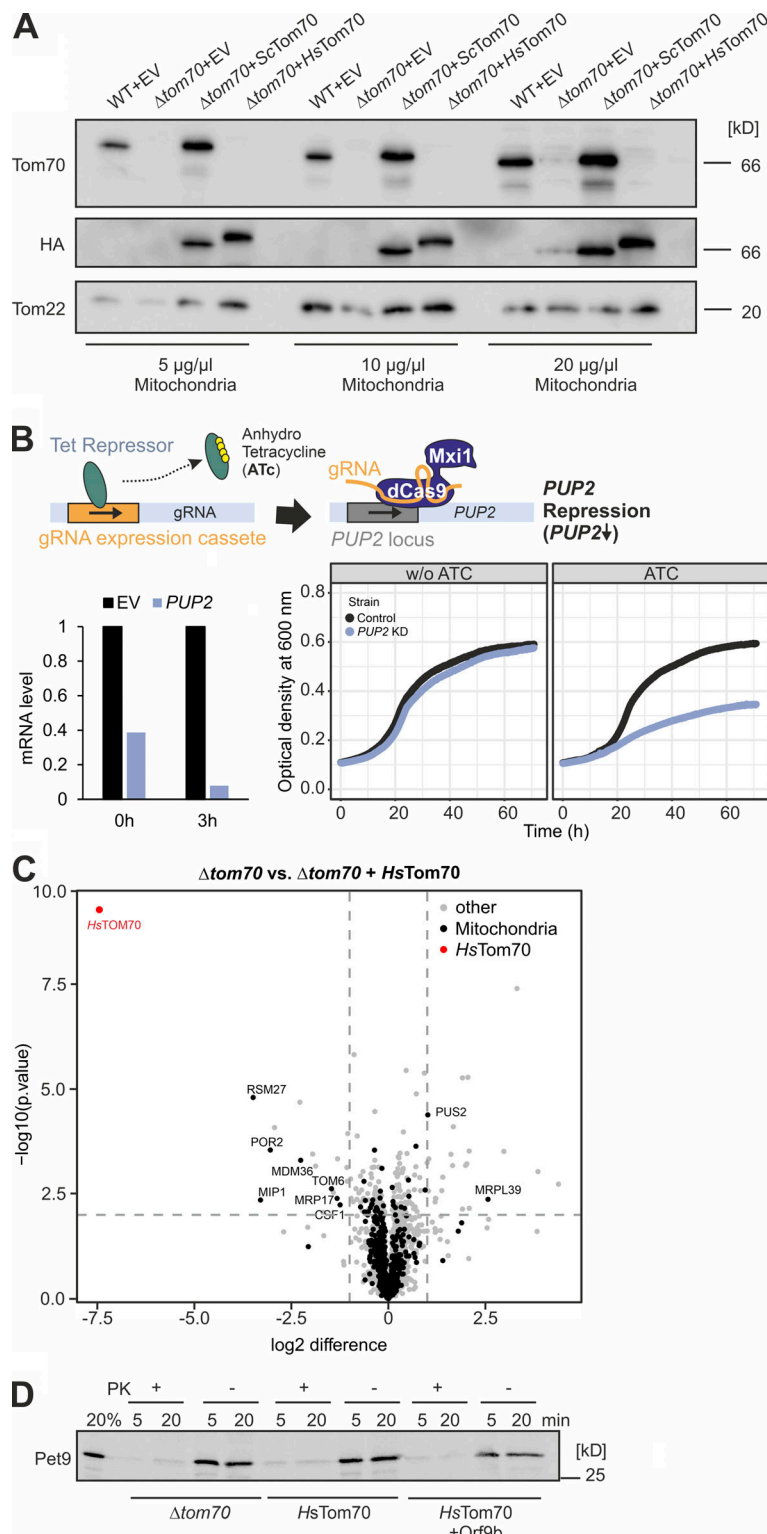 A
WT+EV
Δtom70+EV
Δtom70+ScTom70
Δtom70+HsTom70
WT+EV
Δtom70+EV
Δtom70+ScTom70
Δtom70+HsTom70
WT+EV
Δtom70+EV
Δtom70+ScTom70
Δtom70+HsTom70
[kD]
Tom70
66
HA
66
Tom22
20
5 µg/µl
Mitochondria
10 µg/µl
Mitochondria
20 µg/µl
Mitochondria
B
Tet Repressor
Anhydro
Tetracycline
(ATc)
gRNA
gRNA expression cassete
gRNA
Mxi1
dCas9
PUP2
PUP2 locus
PUP2
Repression
(PUP2↓)
EV PUP2
mRNA level
1
0.8
0.6
0.4
0.2
0
0h 3h
w/o ATC
ATC
Strain
Control
PUP2 KD
Optical density at 600 nm
0.8
0.6
0.4
0.2
0.0
0 20 40 60
0 20 40 60
Time (h)
C
Δtom70 vs. Δtom70 + HsTom70
other
Mitochondria
HsTom70
HsTOM70
RSM27
POR2
MDM36
MIP1
TOM6
MRP17
CSF1
PUS2
MRPL39
−log10(p.value)
10.0
7.5
5.0
2.5
0.0
-7.5 -5.0 -2.5 0 2.5
log2 difference
D
PK + - + - + -
20% 5 20 5 20 5 20 5 20 5 20 5 20 min
Pet9
[kD]
25
Δtom70
HsTom70
HsTom70
+Orf9b